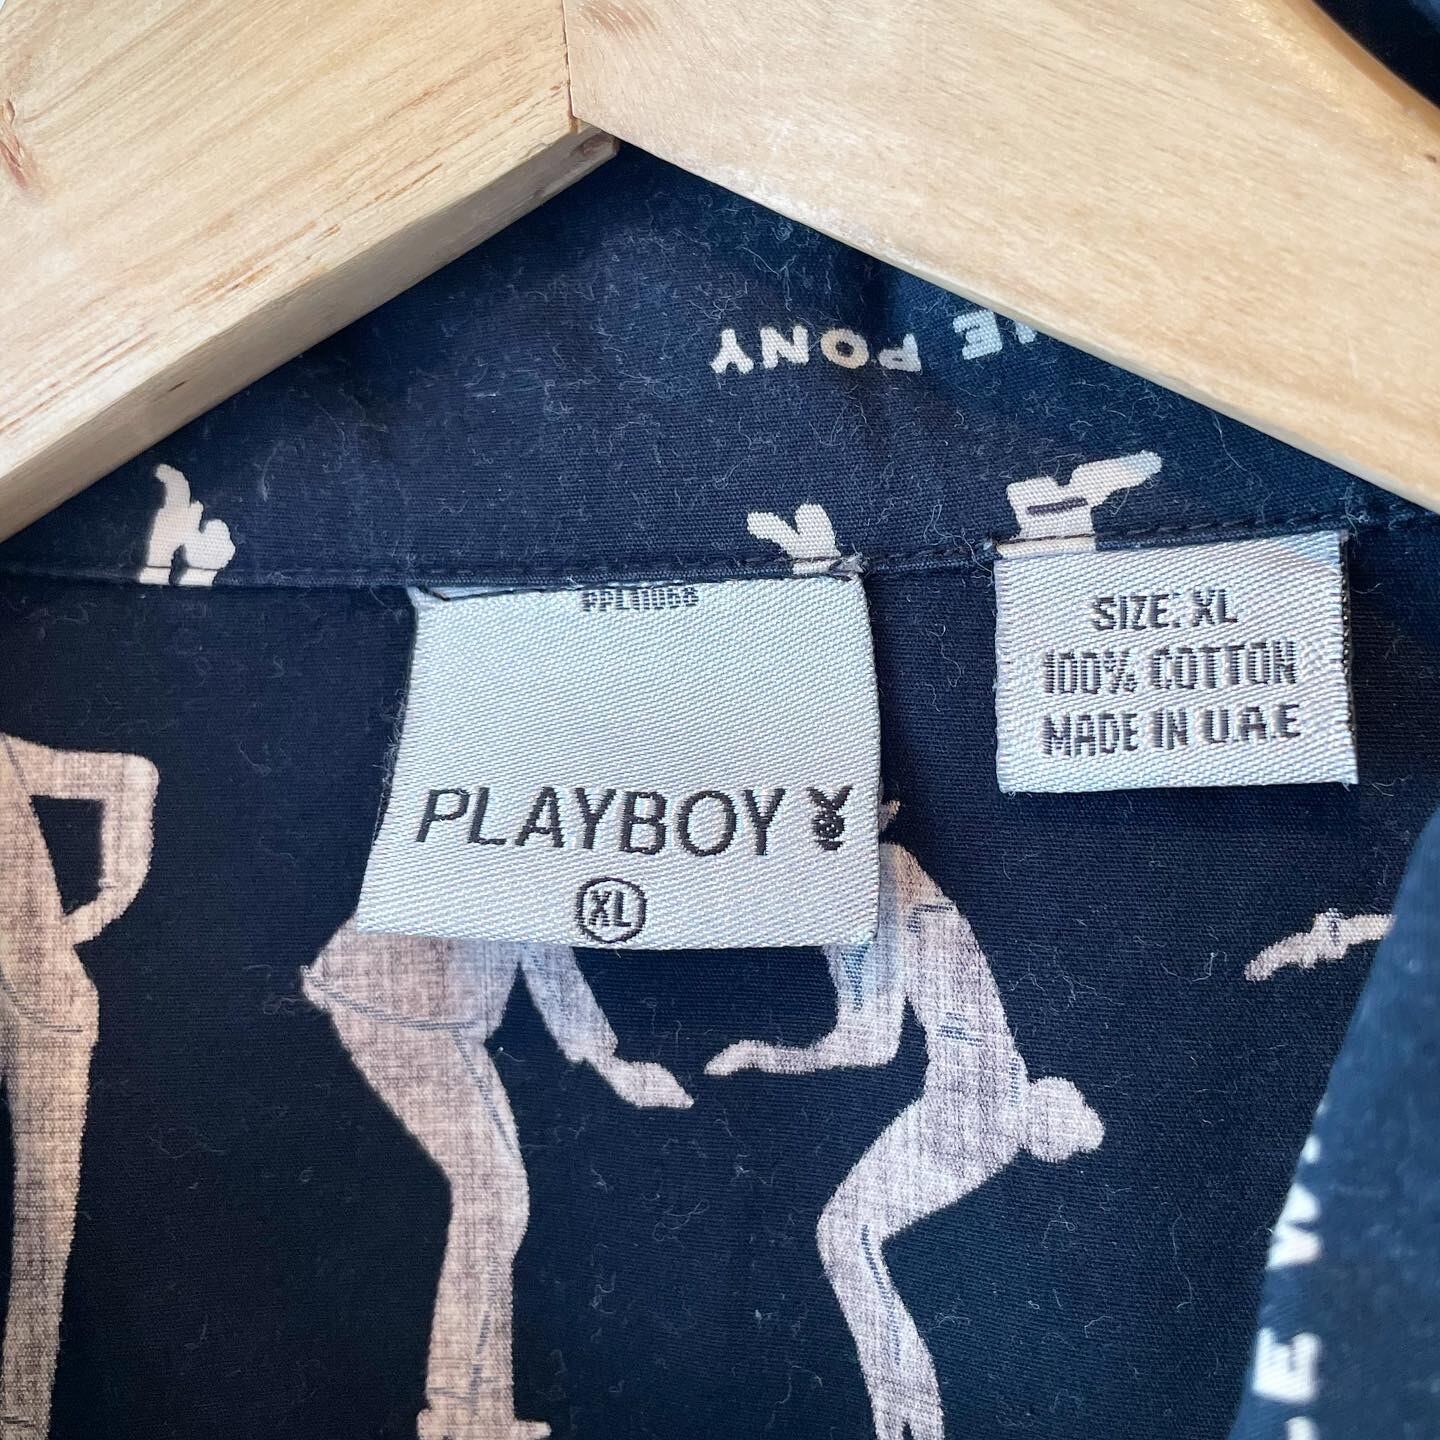 PONY
PLAYBOY
XL
SIZE: XL
100% COTTON
MADE IN U.A.E